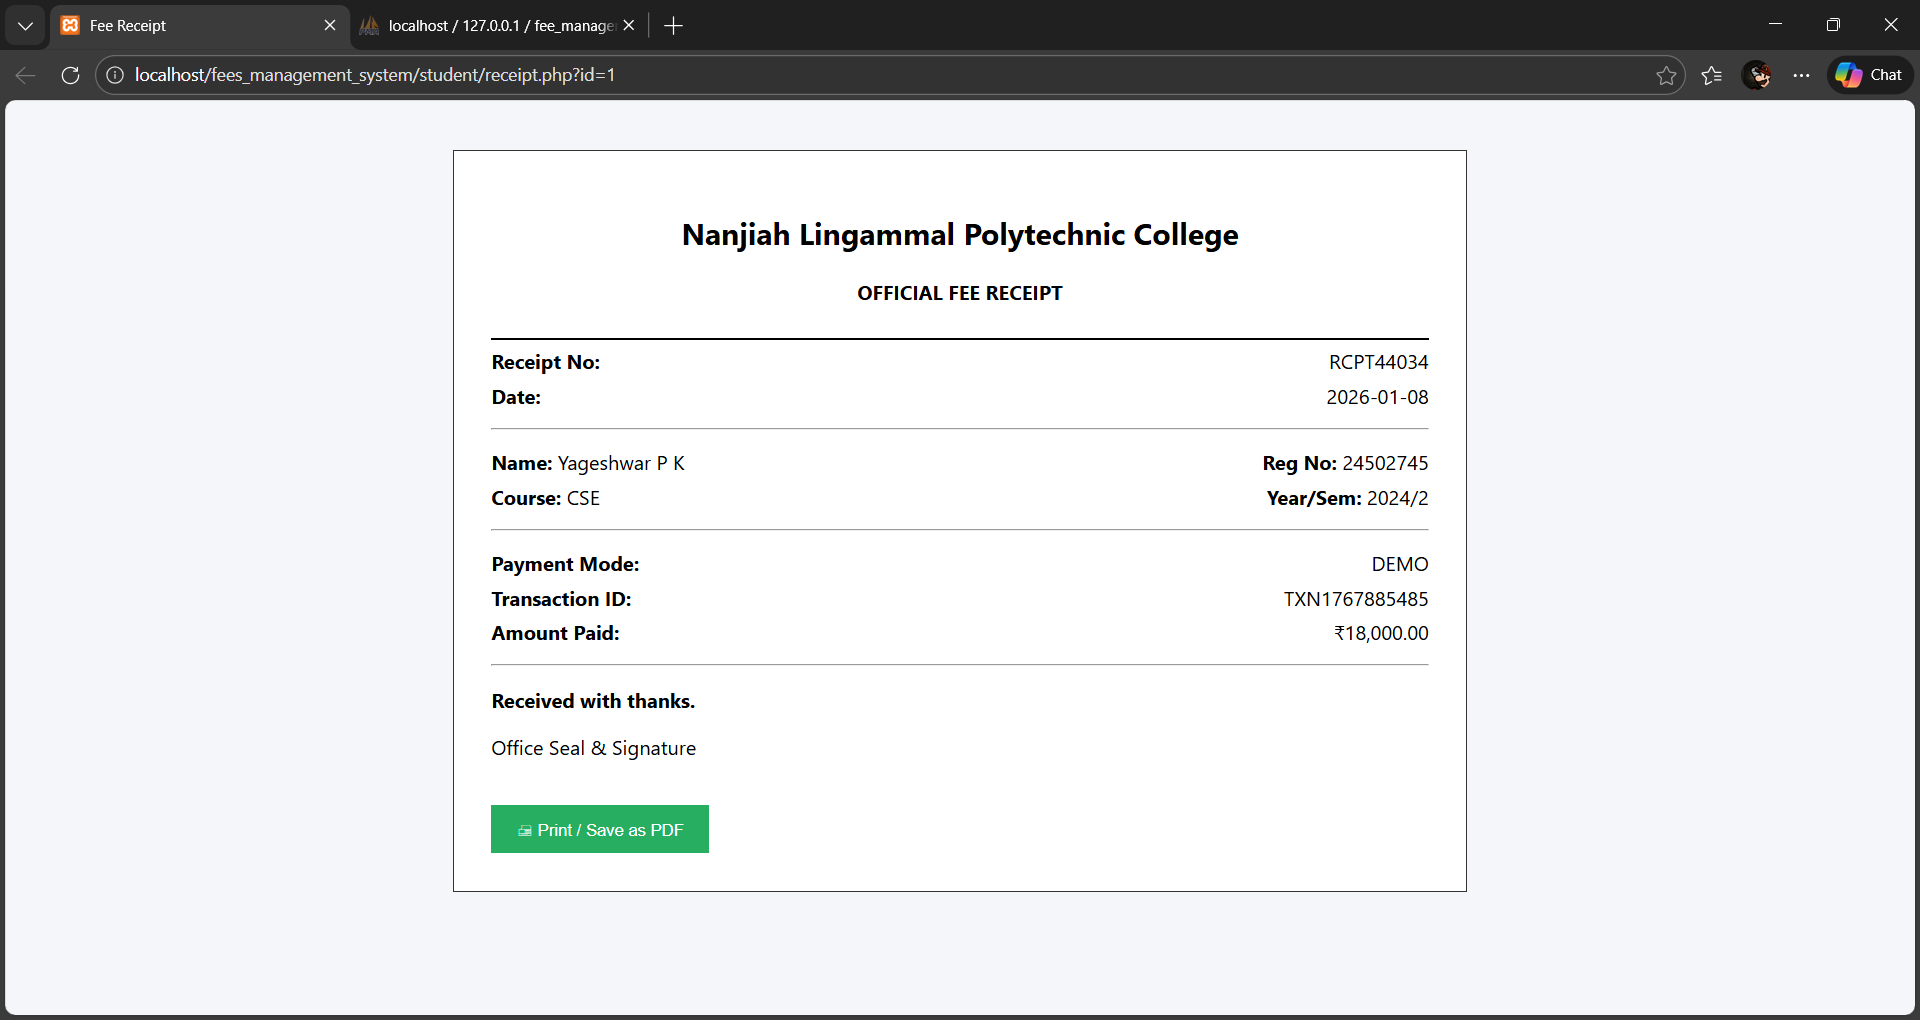 Fee Receipt
localhost / 127.0.0.1 / fee_manage
localhost/fees_management_system/student/receipt.php?id=1
Chat
Nanjiah Lingammal Polytechnic College
OFFICIAL FEE RECEIPT
Receipt No: RCPT44034
Date: 2026-01-08
Name: Yageshwar P K Reg No: 24502745
Course: CSE Year/Sem: 2024/2
Payment Mode: DEMO
Transaction ID: TXN1767885485
Amount Paid: ₹18,000.00
Received with thanks.
Office Seal & Signature
Print / Save as PDF